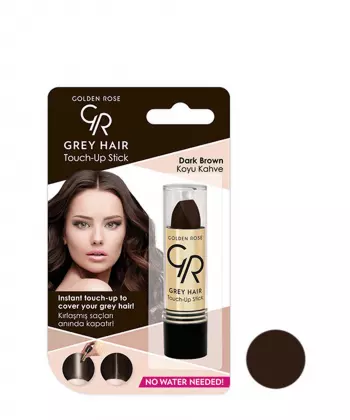 GOLDEN ROSE
GR
GREY HAIR
Touch-Up Stick
Dark Brown
Koyu Kahve
GOLDEN ROSE
GR
GREY HAIR
Touch-Up Stick
Instant touch-up to
cover your grey hair!
Kırlaşmış saçları
anında kapatır!
NO WATER NEEDED!